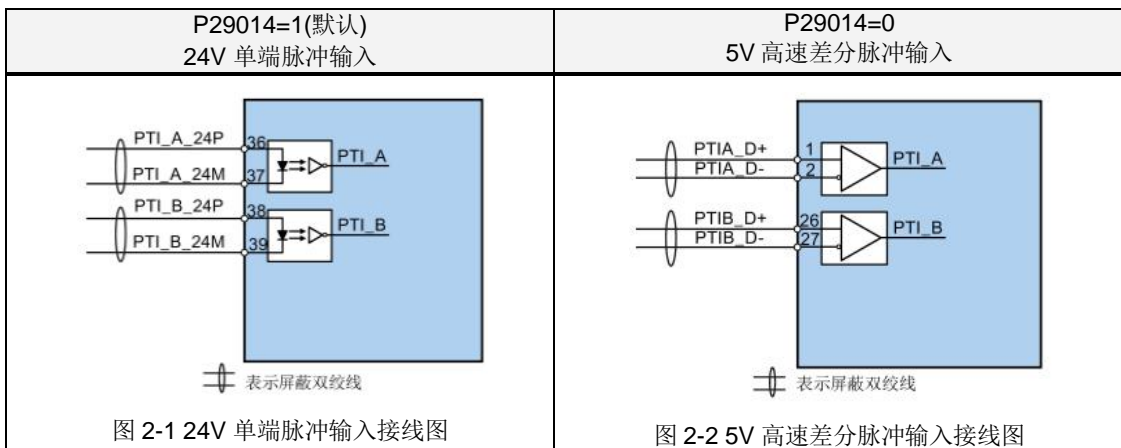 P29014=1(默认)
24V 单端脉冲输入
P29014=0
5V 高速差分脉冲输入
PTI_A_24P
36
PTI_A
PTI_A_24M
37
PTI_B_24P
38
PTI_B
PTI_B_24M
39
表示屏蔽双绞线
图 2-1 24V 单端脉冲输入接线图
PTIA_D+
1
PTI_A
PTIA_D-
2
PTIB_D+
26
PTI_B
PTIB_D-
27
表示屏蔽双绞线
图 2-2 5V 高速差分脉冲输入接线图